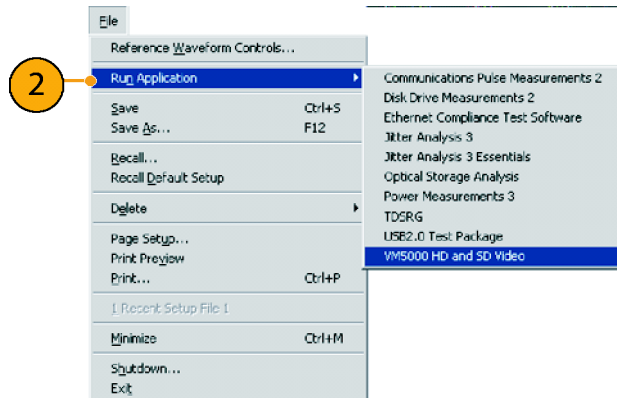 File
Reference Waveform Controls...
2
Run Application
Save Ctrl+S
Save As... F12
Recall...
Recall Default Setup
Delete
Page Setup...
Print Preview
Print... Ctrl+P
1 Recent Setup File 1
Minimize Ctrl+M
Shutdown...
Exit
Communications Pulse Measurements 2
Disk Drive Measurements 2
Ethernet Compliance Test Software
Jitter Analysis 3
Jitter Analysis 3 Essentials
Optical Storage Analysis
Power Measurements 3
TDSRG
USB2.0 Test Package
VM5000 HD and SD Video